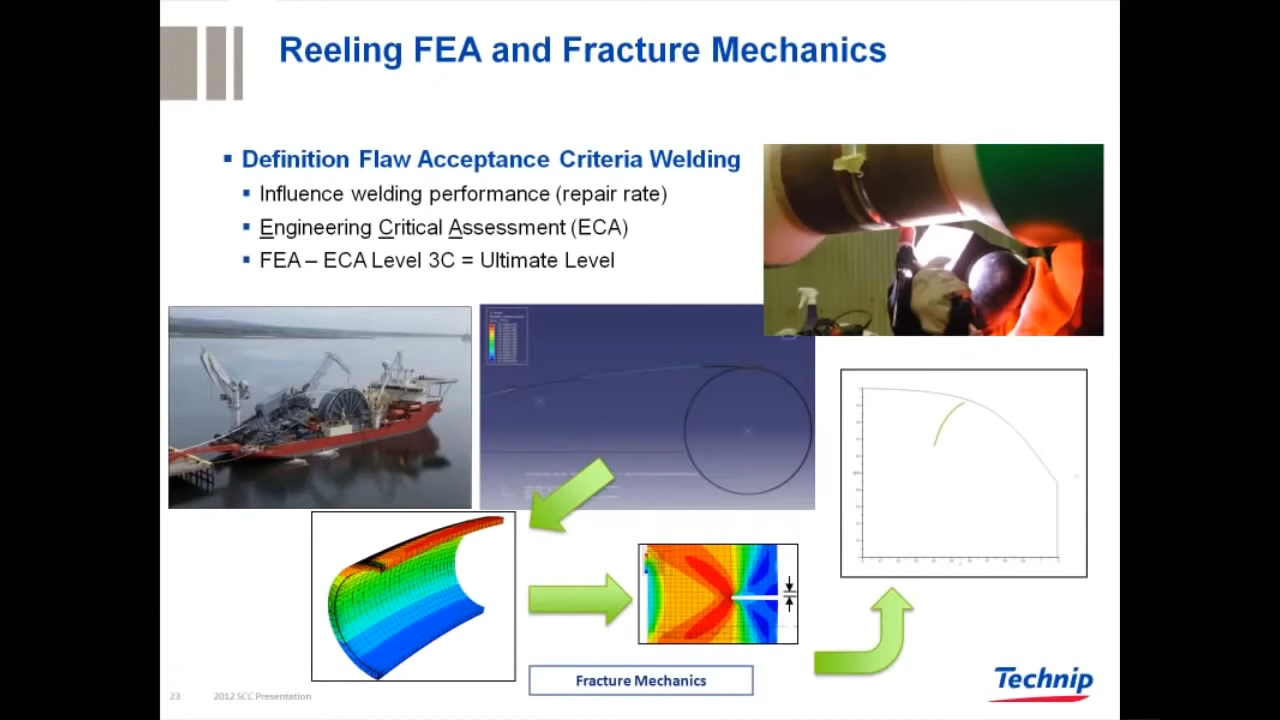 Reeling FEA and Fracture Mechanics
Definition Flaw Acceptance Criteria Welding
Influence welding performance (repair rate)
Engineering Critical Assessment (ECA)
FEA – ECA Level 3C = Ultimate Level
Fracture Mechanics
23 2012 SCC Presentation
Technip